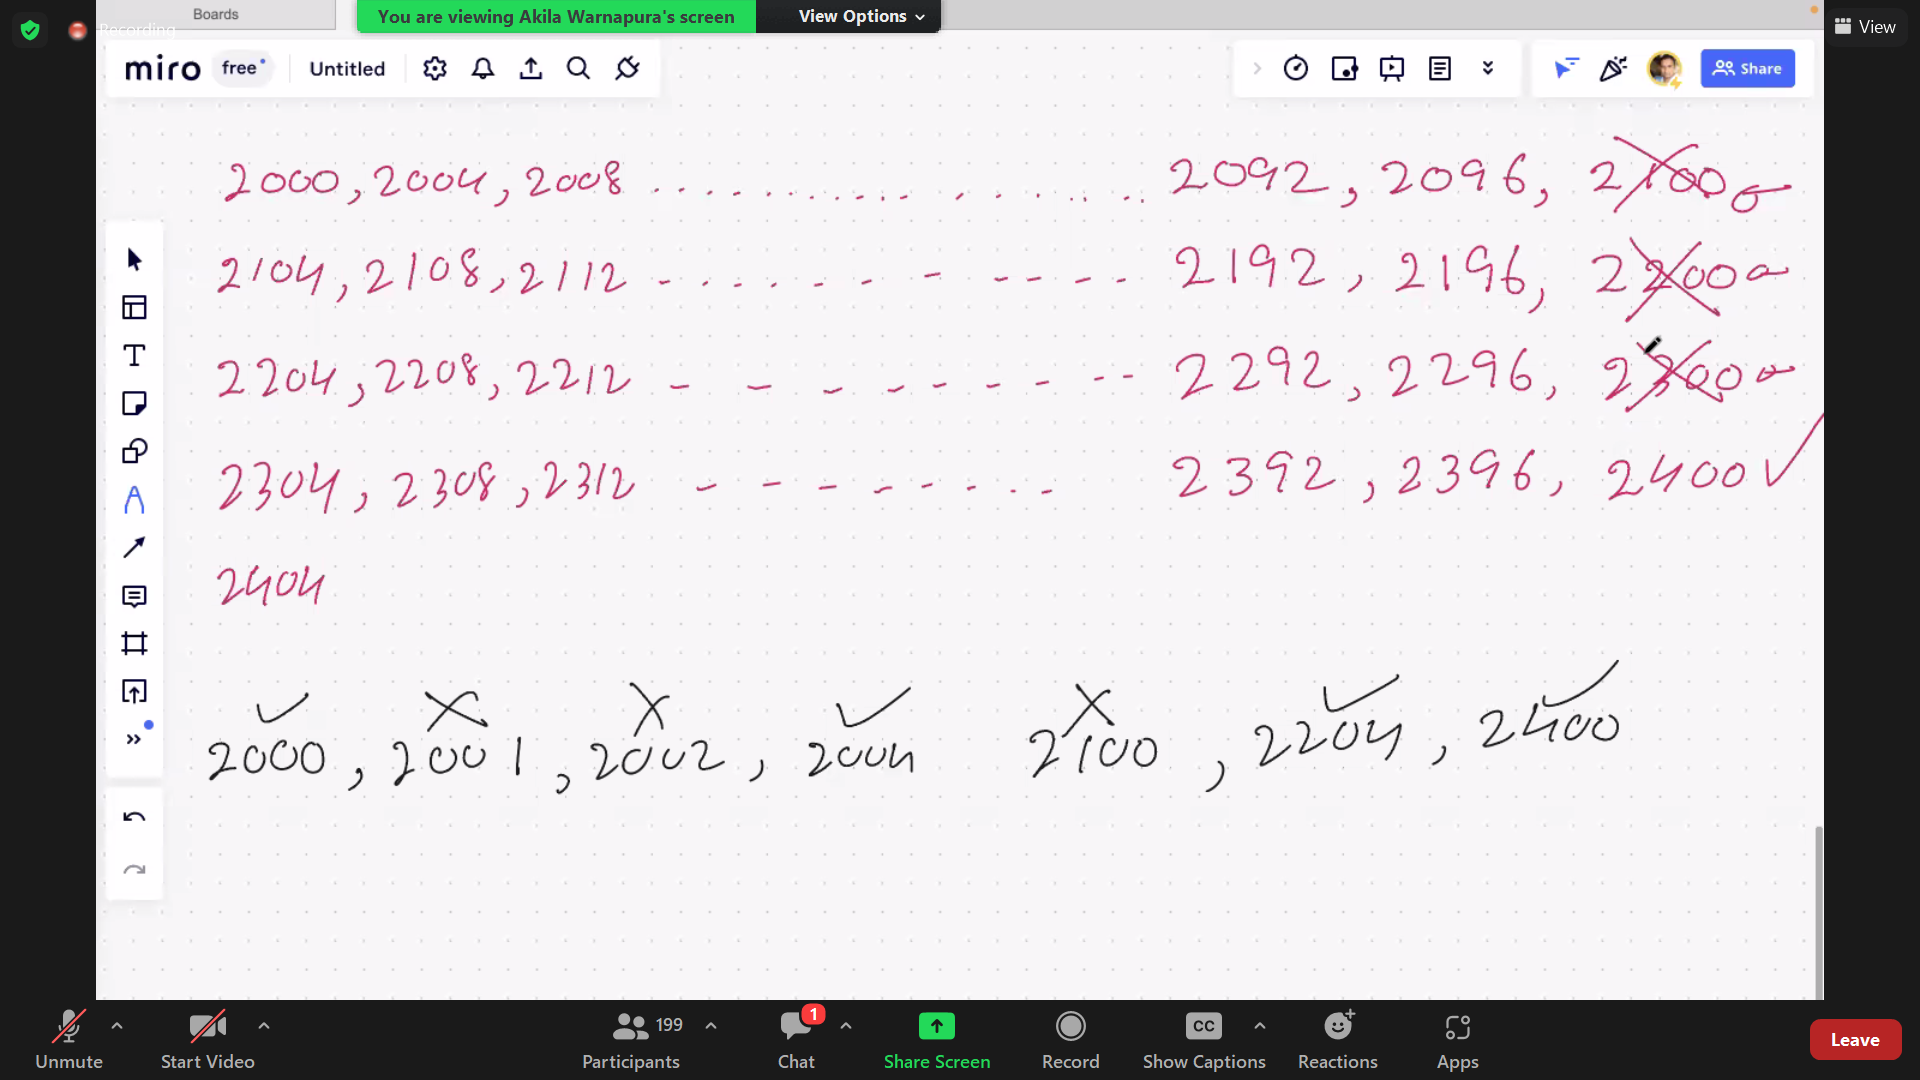 Boards
You are viewing Akila Warnapura's screen View Options
Recording
View
miro free Untitled
Share
2000, 2004, 2008 .................. 2092, 2096, 2100
2104, 2108, 2112 - . . . . - - - - - - - 2192, 2196, 2200
2204, 2208, 2212 - - - - - - - - - 2292, 2296, 2300
2304, 2308, 2312 - - - - - - . - 2392, 2396, 2400 ✓
2404
✓ X X ✓ X ✓ ✓
2000, 2001, 2002, 2004 2100, 2204, 2400
199 1 CC
Unmute Start Video Participants Chat Share Screen Record Show Captions Reactions Apps Leave